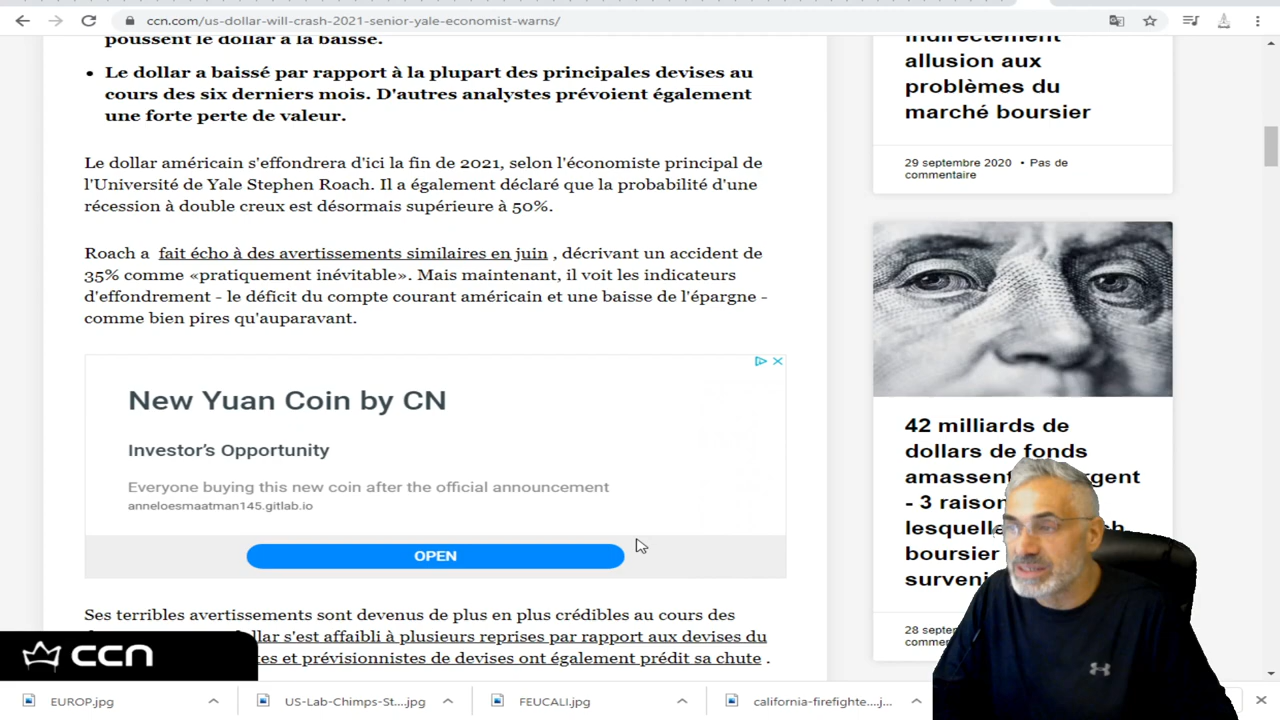 ccn.com/us-dollar-will-crash-2021-senior-yale-economist-warns/
poussent le dollar à la baisse.
• Le dollar a baissé par rapport à la plupart des principales devises au
cours des six derniers mois. D'autres analystes prévoient également
une forte perte de valeur.
Le dollar américain s'effondrera d'ici la fin de 2021, selon l'économiste principal de
l'Université de Yale Stephen Roach. Il a également déclaré que la probabilité d'une
récession à double creux est désormais supérieure à 50%.
Roach a fait écho à des avertissements similaires en juin , décrivant un accident de
35% comme «pratiquement inévitable». Mais maintenant, il voit les indicateurs
d'effondrement - le déficit du compte courant américain et une baisse de l'épargne -
comme bien pires qu'auparavant.
New Yuan Coin by CN
Investor's Opportunity
Everyone buying this new coin after the official announcement
anneloesmaatman145.gitlab.io
OPEN
Ses terribles avertissements sont devenus de plus en plus crédibles au cours des
s'est affaibli à plusieurs reprises par rapport aux devises du
et prévisionnistes de devises ont également prédit sa chute .
indirectement
allusion aux
problèmes du
marché boursier
29 septembre 2020 • Pas de
commentaire
42 milliards de
dollars de fonds
amassent
- 3
boursier
28
ccn
EUROP.jpg
US-Lab-Chimps-St....jpg
FEUCALI.jpg
california-firefighte....j...